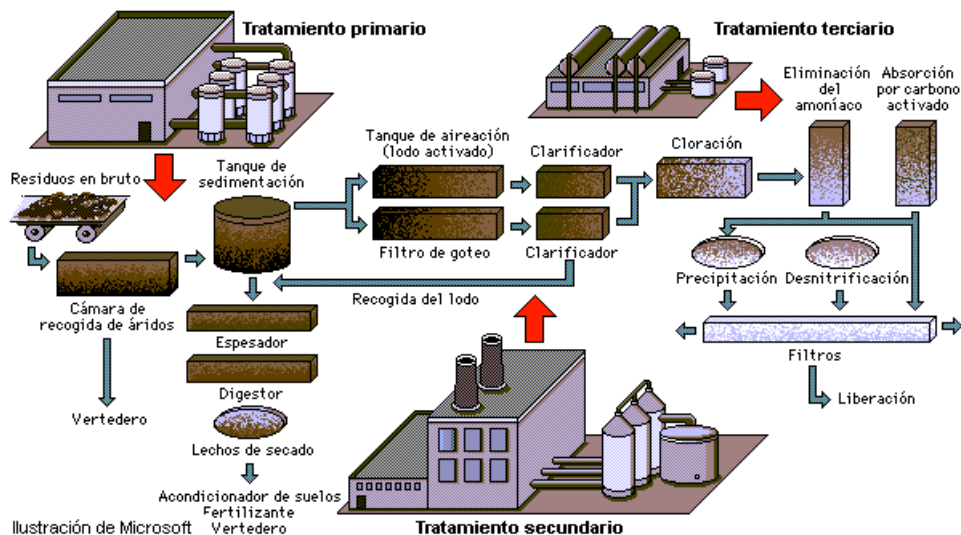 Tratamiento primario
Tratamiento terciario
Eliminación
del
amoníaco
Absorción
por carbono
activado
Tanque de aireación
(lodo activado)
Clarificador
Cloración
Tanque de
sedimentación
Residuos en bruto
Filtro de goteo
Clarificador
Precipitación
Desnitrificación
Recogida del lodo
Cámara de
recogida de áridos
Espesador
Filtros
Digestor
Vertedero
Liberación
Lechos de secado
Acondicionador de suelos
Fertilizante
Vertedero
Ilustración de Microsoft
Tratamiento secundario